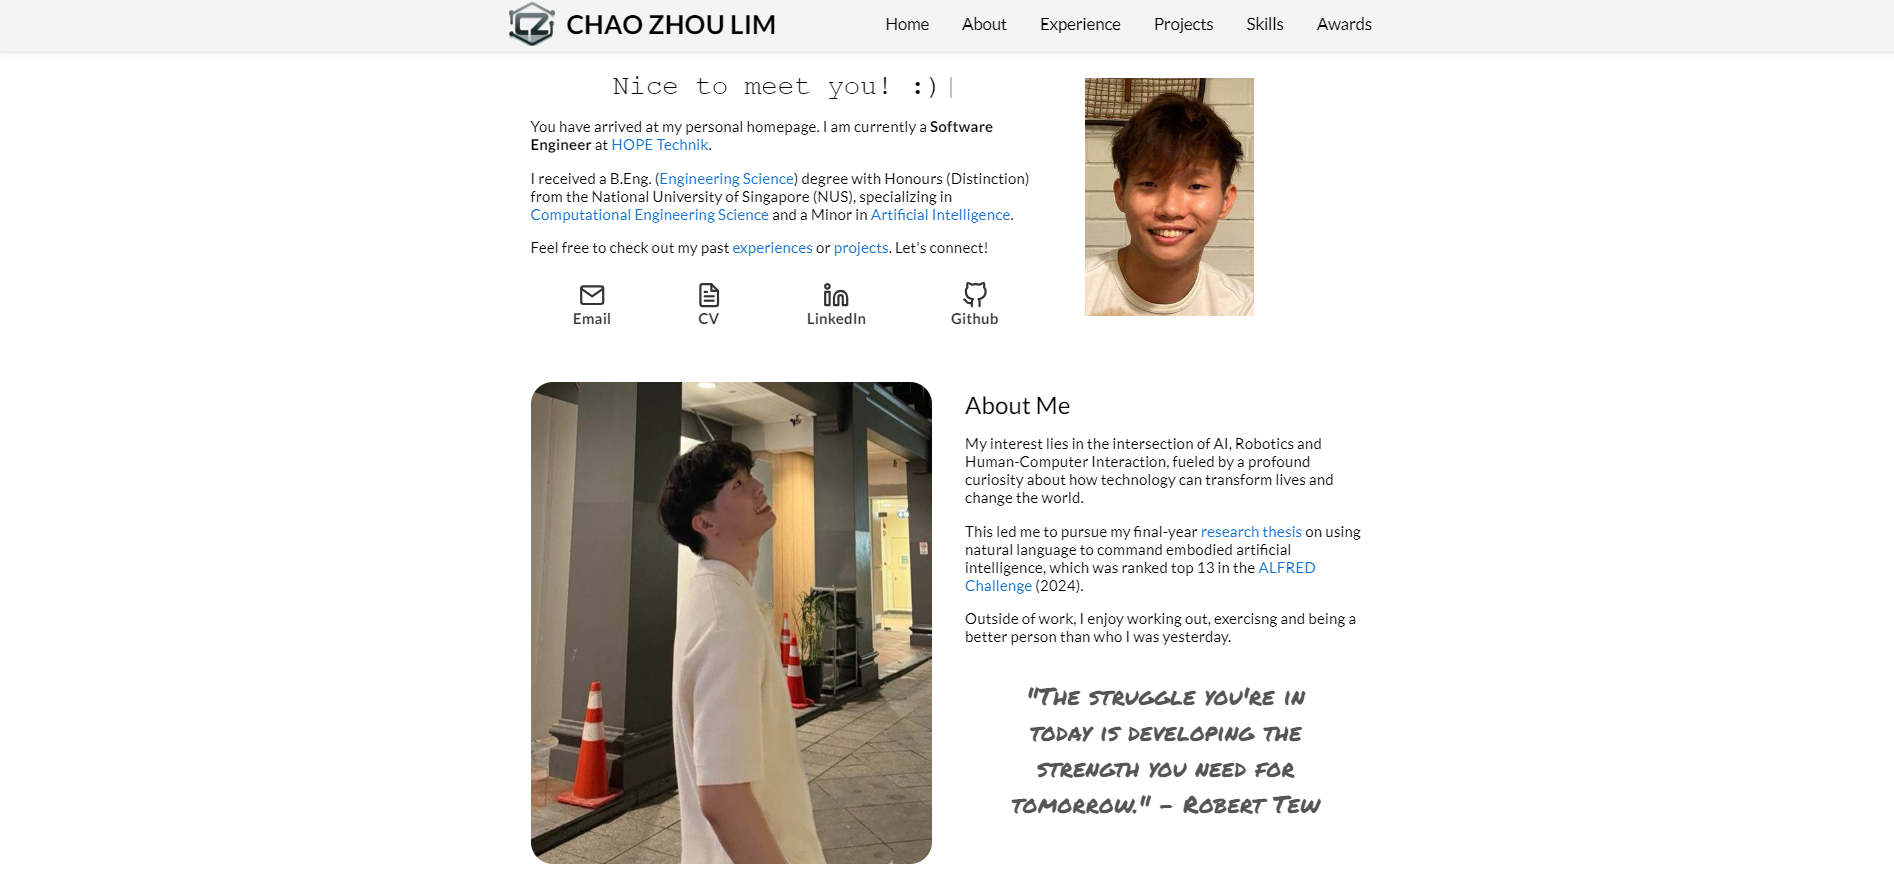 CZ
CHAO ZHOU LIM
Home About Experience Projects Skills Awards
Nice to meet you! :)|
You have arrived at my personal homepage. I am currently a Software
Engineer at HOPE Technik.
I received a B.Eng. (Engineering Science) degree with Honours (Distinction)
from the National University of Singapore (NUS), specializing in
Computational Engineering Science and a Minor in Artificial Intelligence.
Feel free to check out my past experiences or projects. Let's connect!
Email CV LinkedIn Github
About Me
My interest lies in the intersection of AI, Robotics and
Human-Computer Interaction, fueled by a profound
curiosity about how technology can transform lives and
change the world.
This led me to pursue my final-year research thesis on using
natural language to command embodied artificial
intelligence, which was ranked top 13 in the ALFRED
Challenge (2024).
Outside of work, I enjoy working out, exercisng and being a
better person than who I was yesterday.
"The struggle you're in
today is developing the
strength you need for
tomorrow." - Robert Tew